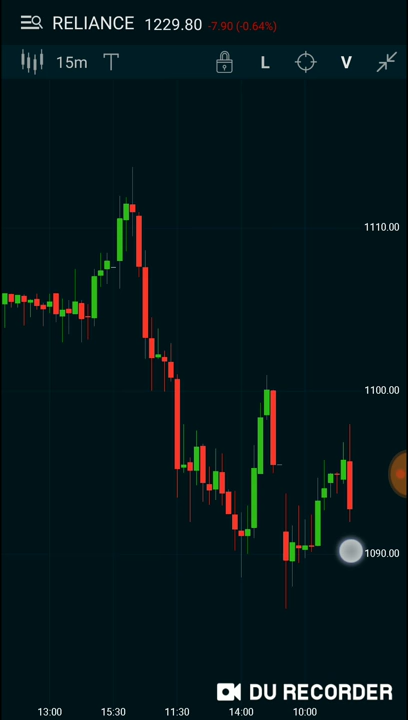 RELIANCE 1229.80 -7.90 (-0.64%)
15m T L V
1110.00
1100.00
1090.00
DU RECORDER
13:00 15:30 11:30 14:00 10:00